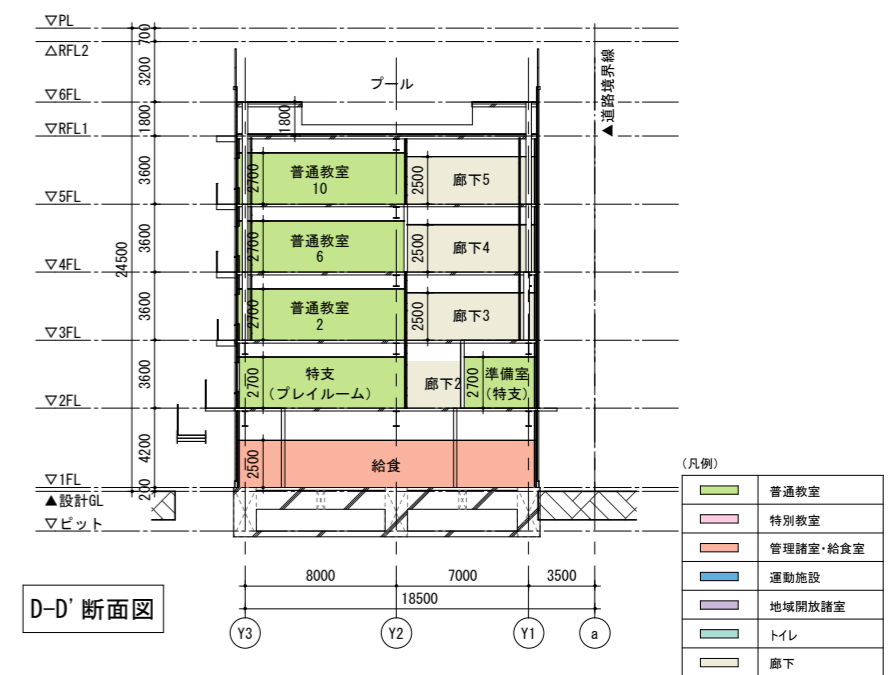 ▽PL
700
△RFL2
3200
▽6FL
1800
▽RFL1
3600
▽5FL
3600
▽4FL
3600
▽3FL
3600
▽2FL
4200
▽1FL
200
▲設計GL
▽ピット
24500
プール
1800
▲道路境界線
2700
普通教室
10
2500
廊下5
2700
普通教室
6
2500
廊下4
2700
普通教室
2
2500
廊下3
2700
特支
(プレイルーム)
廊下2
2700
準備室
(特支)
2500
給食
8000
7000
3500
18500
Y3
Y2
Y1
a
D-D'断面図
(凡例)
普通教室
特別教室
管理諸室・給食室
運動施設
地域開放諸室
トイレ
廊下